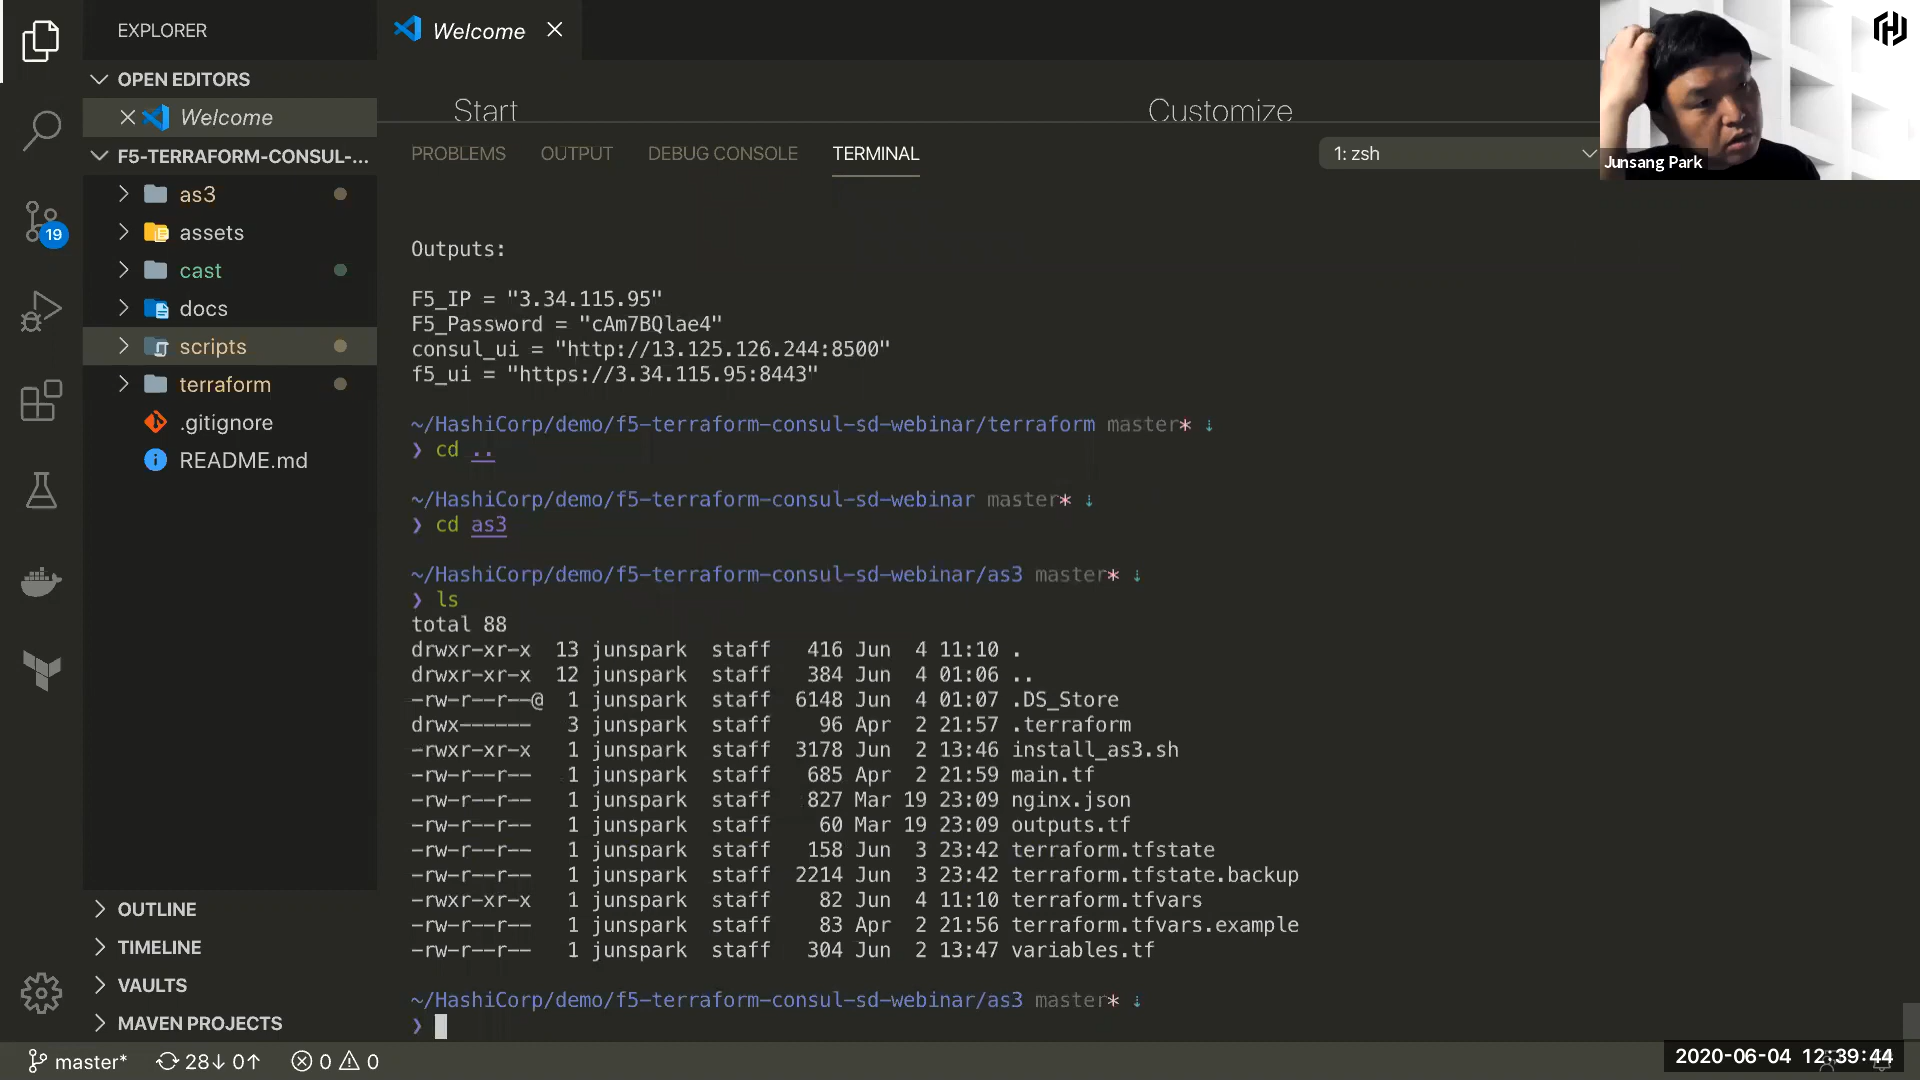 EXPLORER
OPEN EDITORS
Welcome
F5-TERRAFORM-CONSUL-...
as3
assets
cast
docs
scripts
terraform
.gitignore
README.md
OUTLINE
TIMELINE
VAULTS
MAVEN PROJECTS
19
Welcome
Start
Customize
PROBLEMS OUTPUT DEBUG CONSOLE TERMINAL
1: zsh
Junsang Park
Outputs:
F5_IP = "3.34.115.95"
F5_Password = "cAm7BQlae4"
consul_ui = "http://13.125.126.244:8500"
f5_ui = "https://3.34.115.95:8443"
~/HashiCorp/demo/f5-terraform-consul-sd-webinar/terraform master* ⇣
❯ cd ..
~/HashiCorp/demo/f5-terraform-consul-sd-webinar master* ⇣
❯ cd as3
~/HashiCorp/demo/f5-terraform-consul-sd-webinar/as3 master* ⇣
❯ ls
total 88
drwxr-xr-x 13 junspark staff 416 Jun 4 11:10 .
drwxr-xr-x 12 junspark staff 384 Jun 4 01:06 ..
-rw-r--r--@ 1 junspark staff 6148 Jun 4 01:07 .DS_Store
drwx------ 3 junspark staff 96 Apr 2 21:57 .terraform
-rwxr-xr-x 1 junspark staff 3178 Jun 2 13:46 install_as3.sh
-rw-r--r-- 1 junspark staff 685 Apr 2 21:59 main.tf
-rw-r--r-- 1 junspark staff 827 Mar 19 23:09 nginx.json
-rw-r--r-- 1 junspark staff 60 Mar 19 23:09 outputs.tf
-rw-r--r-- 1 junspark staff 158 Jun 3 23:42 terraform.tfstate
-rw-r--r-- 1 junspark staff 2214 Jun 3 23:42 terraform.tfstate.backup
-rwxr-xr-x 1 junspark staff 82 Jun 4 11:10 terraform.tfvars
-rw-r--r-- 1 junspark staff 83 Apr 2 21:56 terraform.tfvars.example
-rw-r--r-- 1 junspark staff 304 Jun 2 13:47 variables.tf
~/HashiCorp/demo/f5-terraform-consul-sd-webinar/as3 master* ⇣
❯
master* 28↓ 0↑ 0 0
2020-06-04 12:39:44